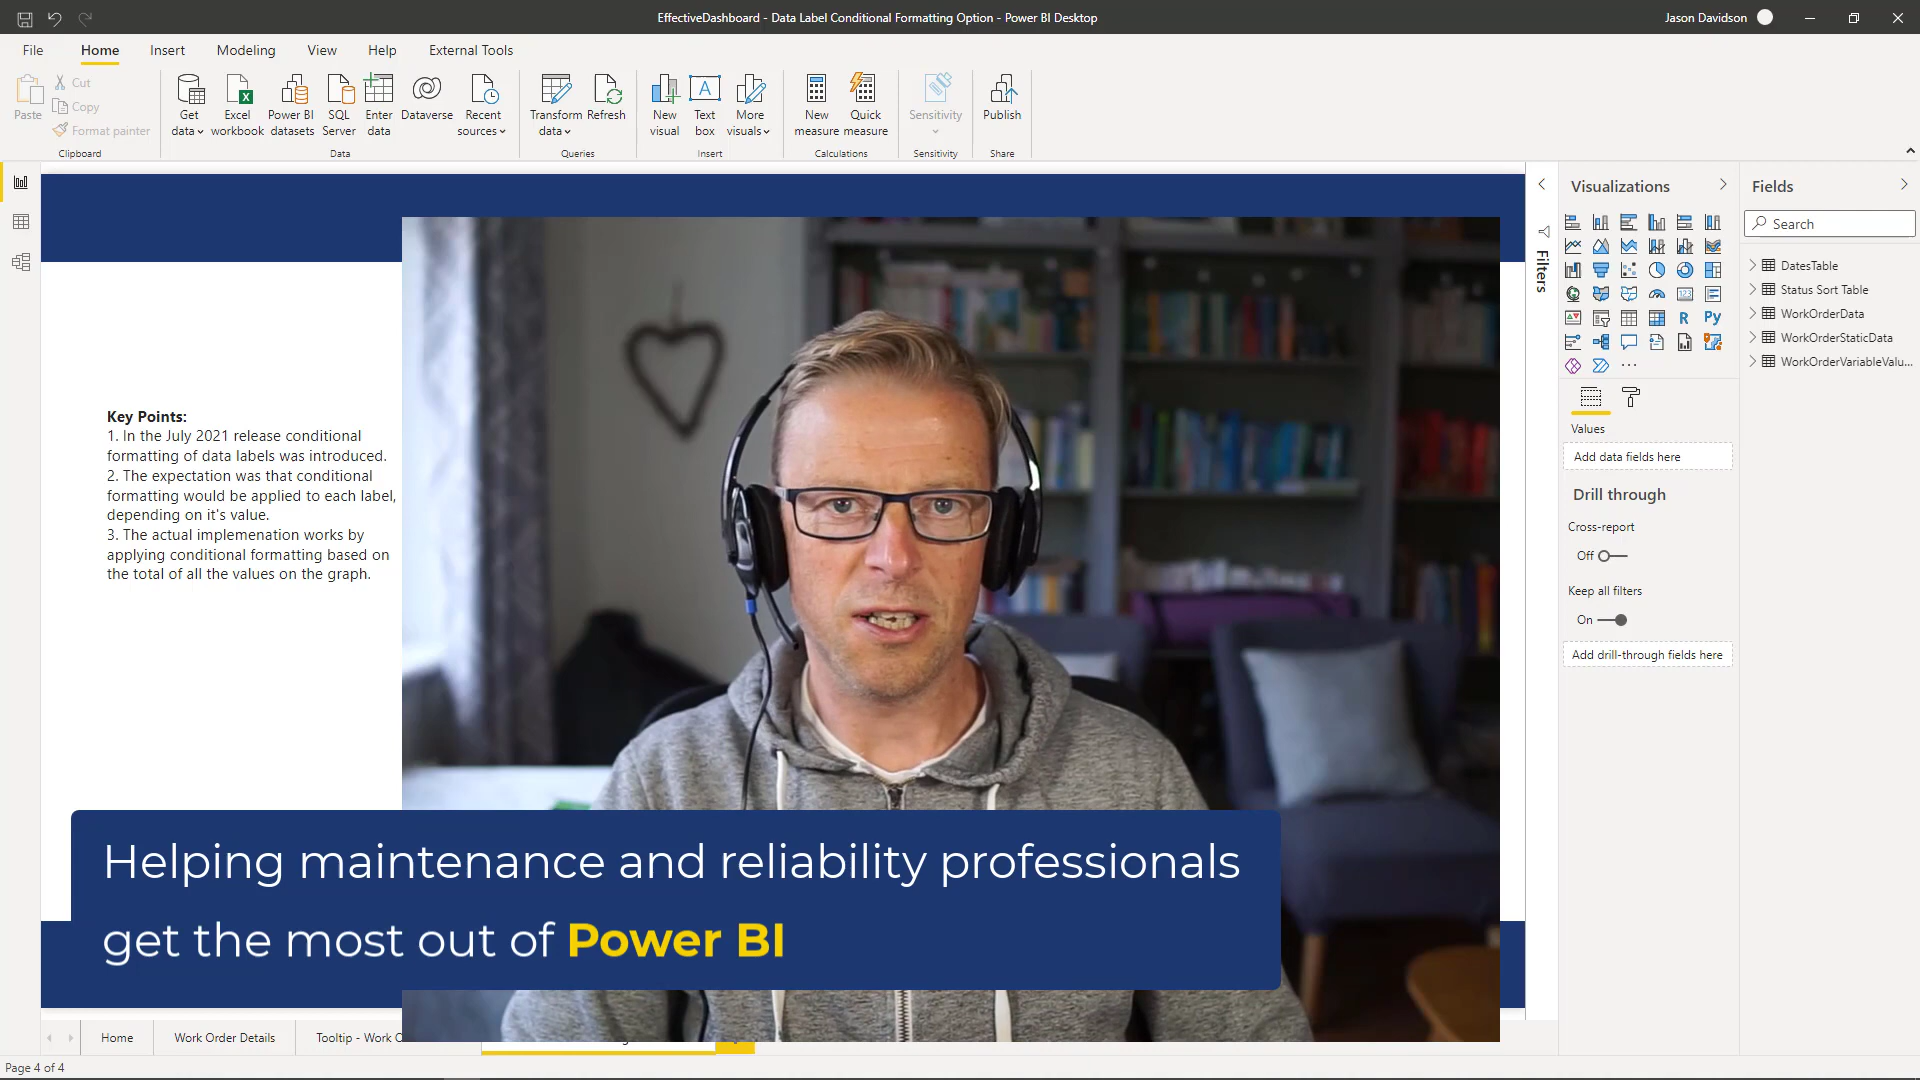 EffectiveDashboard - Data Label Conditional Formatting Option - Power BI Desktop
Jason Davidson
File
Home
Insert
Modeling
View
Help
External Tools
Paste
Cut
Copy
Format painter
Clipboard
Get data
Excel workbook
Power BI datasets
SQL Server
Enter data
Dataverse
Recent sources
Data
Transform data
Refresh
Queries
New visual
Text box
More visuals
Insert
New measure
Quick measure
Calculations
Sensitivity
Sensitivity
Publish
Share
Key Points:
1. In the July 2021 release conditional
formatting of data labels was introduced.
2. The expectation was that conditional
formatting would be applied to each label,
depending on it's value.
3. The actual implemenation works by
applying conditional formatting based on
the total of all the values on the graph.
Helping maintenance and reliability professionals
get the most out of Power BI
Filters
Visualizations
R
Py
123
Values
Add data fields here
Drill through
Cross-report
Off
Keep all filters
On
Add drill-through fields here
Fields
Search
DatesTable
Status Sort Table
WorkOrderData
WorkOrderStaticData
WorkOrderVariableValu...
Home
Work Order Details
Tooltip - Work
Page 4 of 4